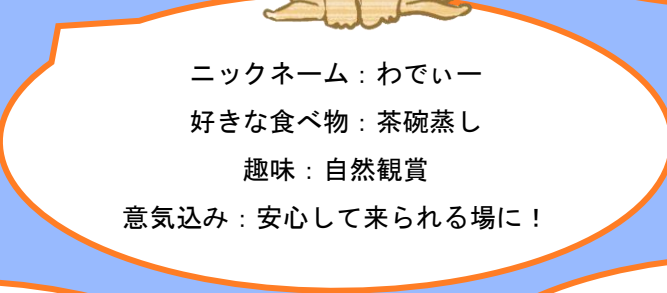 ニックネーム：わでぃー
好きな食べ物：茶碗蒸し
趣味：自然観賞
意気込み：安心して来られる場に！